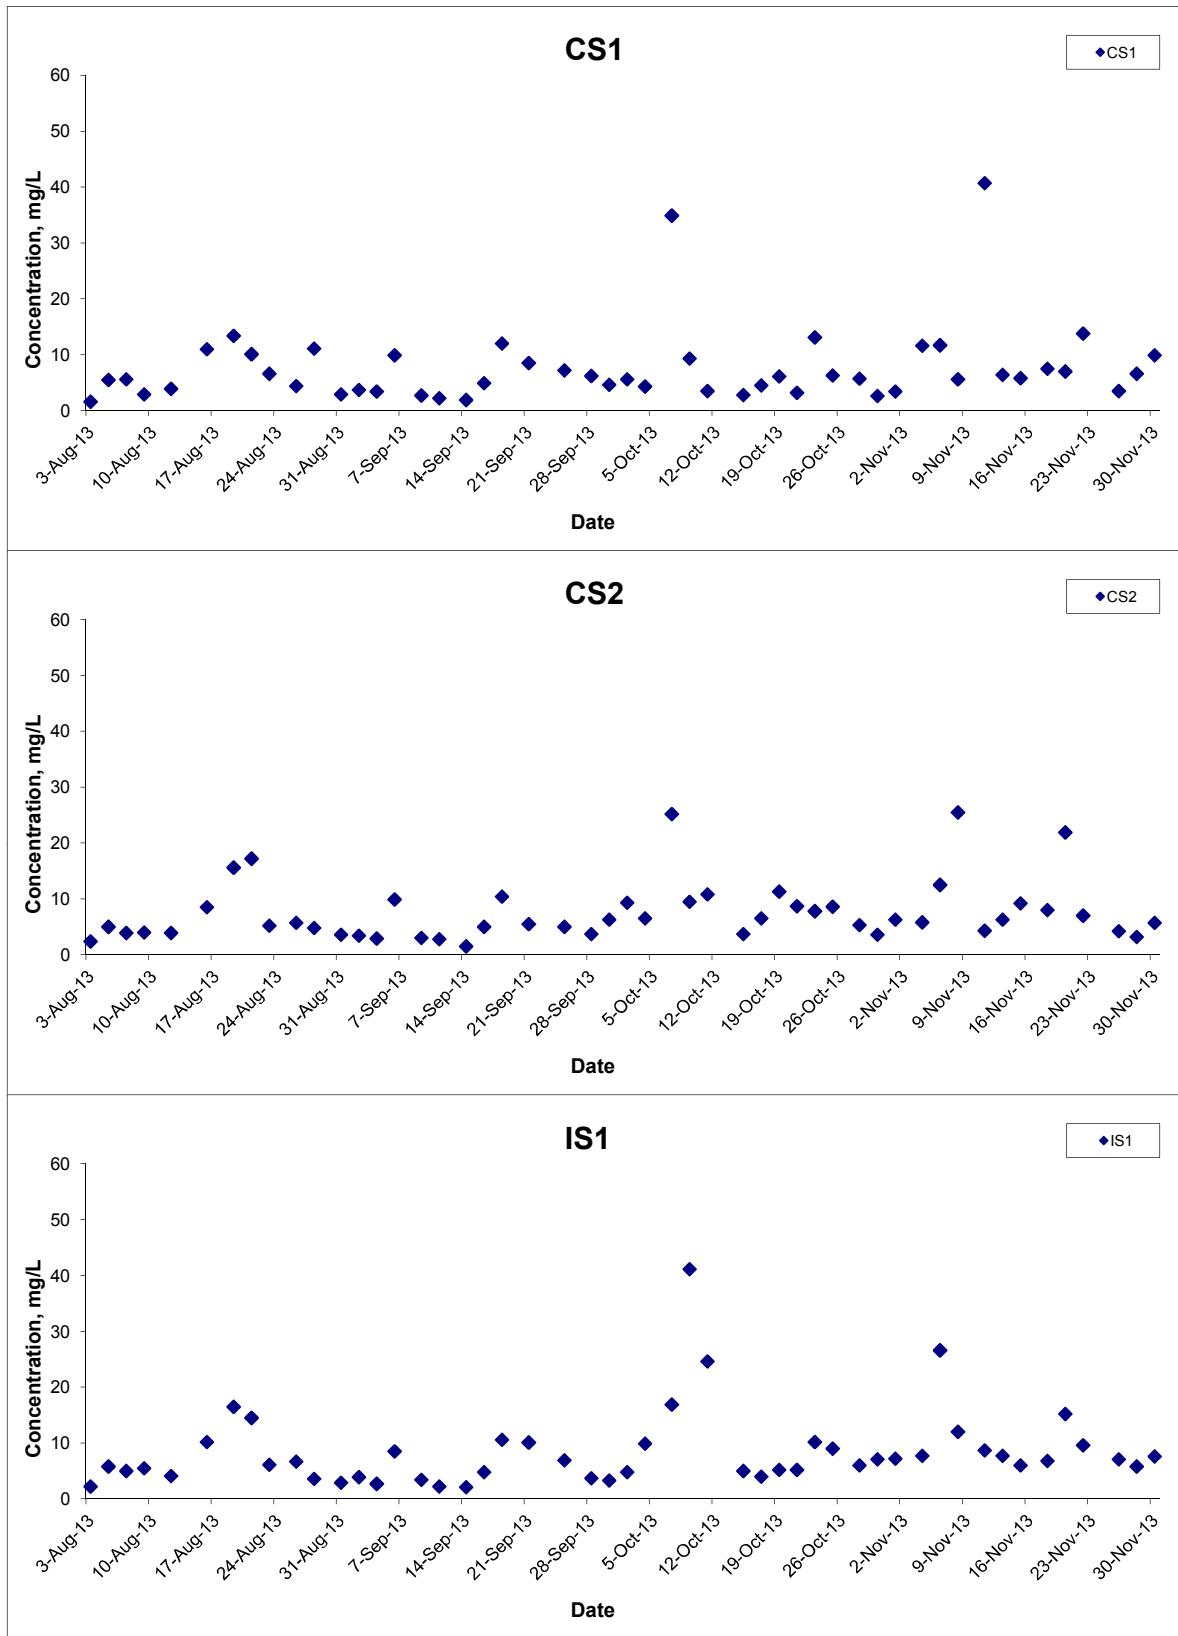 CS1
CS1
Concentration, mg/L
60
50
40
30
20
10
0
3-Aug-13
10-Aug-13
17-Aug-13
24-Aug-13
31-Aug-13
7-Sep-13
14-Sep-13
21-Sep-13
28-Sep-13
5-Oct-13
12-Oct-13
19-Oct-13
26-Oct-13
2-Nov-13
9-Nov-13
16-Nov-13
23-Nov-13
30-Nov-13
Date
CS2
CS2
Concentration, mg/L
60
50
40
30
20
10
0
3-Aug-13
10-Aug-13
17-Aug-13
24-Aug-13
31-Aug-13
7-Sep-13
14-Sep-13
21-Sep-13
28-Sep-13
5-Oct-13
12-Oct-13
19-Oct-13
26-Oct-13
2-Nov-13
9-Nov-13
16-Nov-13
23-Nov-13
30-Nov-13
Date
IS1
IS1
Concentration, mg/L
60
50
40
30
20
10
0
3-Aug-13
10-Aug-13
17-Aug-13
24-Aug-13
31-Aug-13
7-Sep-13
14-Sep-13
21-Sep-13
28-Sep-13
5-Oct-13
12-Oct-13
19-Oct-13
26-Oct-13
2-Nov-13
9-Nov-13
16-Nov-13
23-Nov-13
30-Nov-13
Date